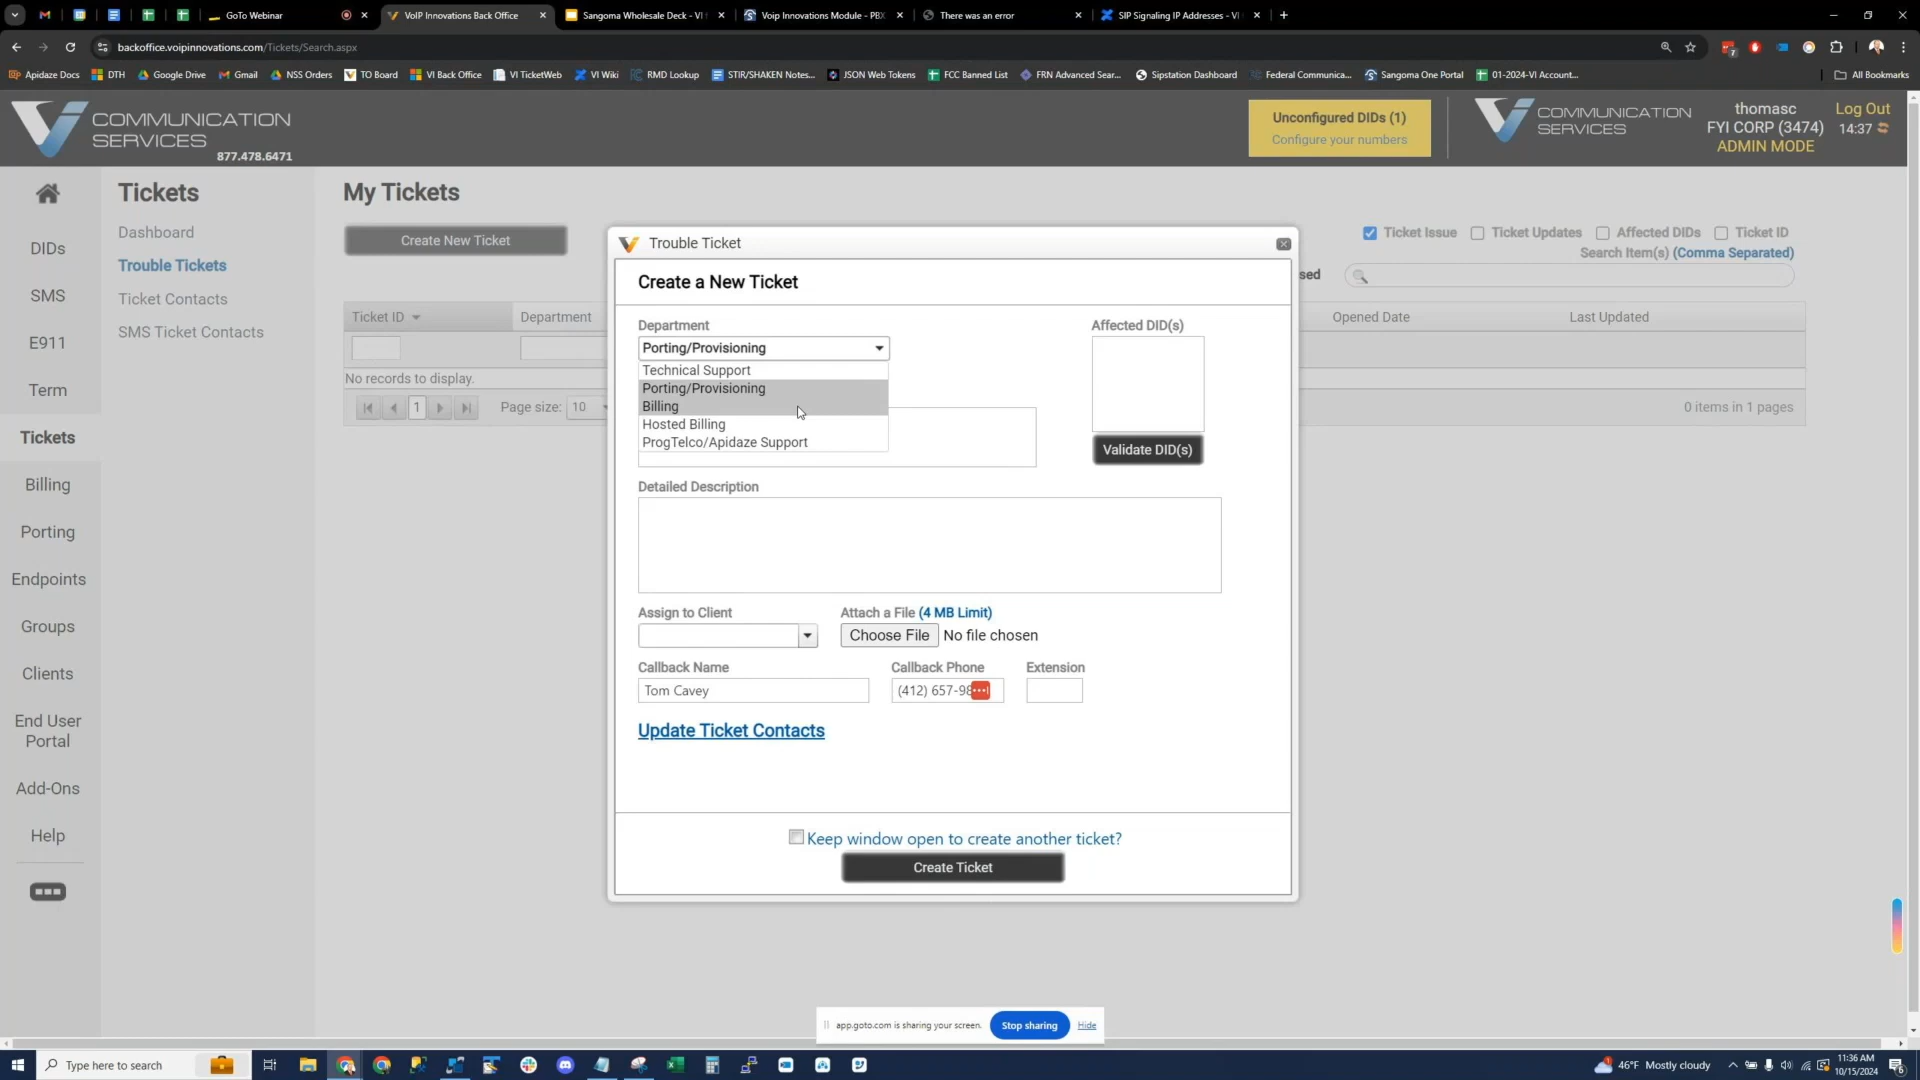 GoTo Webinar
VoIP Innovations Back Office
Sangoma Wholesale Deck - VI
Voip Innovations Module - PBX
There was an error
SIP Signaling IP Addresses - VI
backoffice.voipinnovations.com/Tickets/Search.aspx
Apidaze Docs
DTH
Google Drive
Gmail
NSS Orders
TO Board
VI Back Office
VI TicketWeb
VI Wiki
RMD Lookup
STIR/SHAKEN Notes...
JSON Web Tokens
FCC Banned List
FRN Advanced Sear...
Sipstation Dashboard
Federal Communica...
Sangoma One Portal
01-2024-VI Account...
All Bookmarks
COMMUNICATION
SERVICES
877.478.6471
Unconfigured DIDs (1)
Configure your numbers
COMMUNICATION
SERVICES
thomasc
FYI CORP (3474)
ADMIN MODE
Log Out
14:37
DIDs
SMS
E911
Term
Tickets
Billing
Porting
Endpoints
Groups
Clients
End User
Portal
Add-Ons
Help
Tickets
Dashboard
Trouble Tickets
Ticket Contacts
SMS Ticket Contacts
My Tickets
Create New Ticket
Ticket Issue
Ticket Updates
Affected DIDs
Ticket ID
Search Item(s) (Comma Separated)
sed
Ticket ID
Department
Opened Date
Last Updated
No records to display.
1
Page size: 10
0 items in 1 pages
Trouble Ticket
Create a New Ticket
Department
Porting/Provisioning
Technical Support
Porting/Provisioning
Billing
Hosted Billing
ProgTelco/Apidaze Support
Affected DID(s)
Validate DID(s)
Detailed Description
Assign to Client
Attach a File (4 MB Limit)
Choose File No file chosen
Callback Name
Callback Phone
Extension
Tom Cavey
(412) 657-98
Update Ticket Contacts
Keep window open to create another ticket?
Create Ticket
app.goto.com is sharing your screen.
Stop sharing
Hide
Type here to search
46°F Mostly cloudy
11:36 AM
10/15/2024